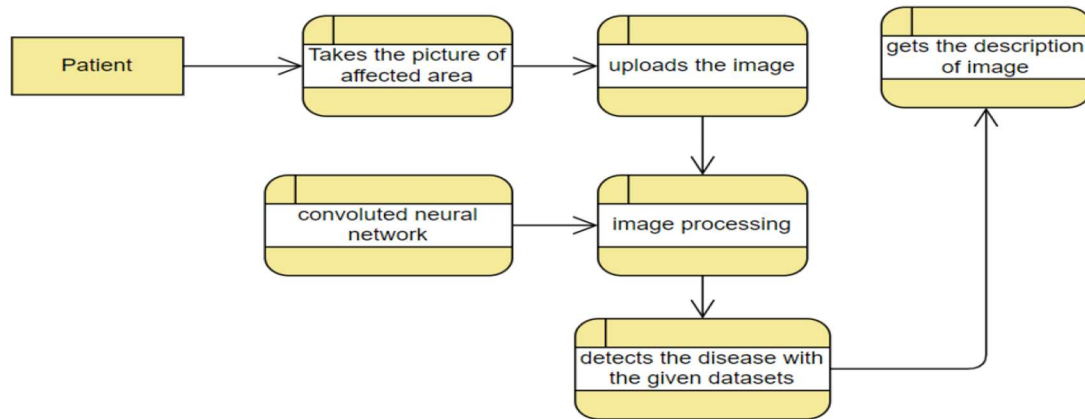 Patient
Takes the picture of
affected area
uploads the image
gets the description
of image
convoluted neural
network
image processing
detects the disease with
the given datasets